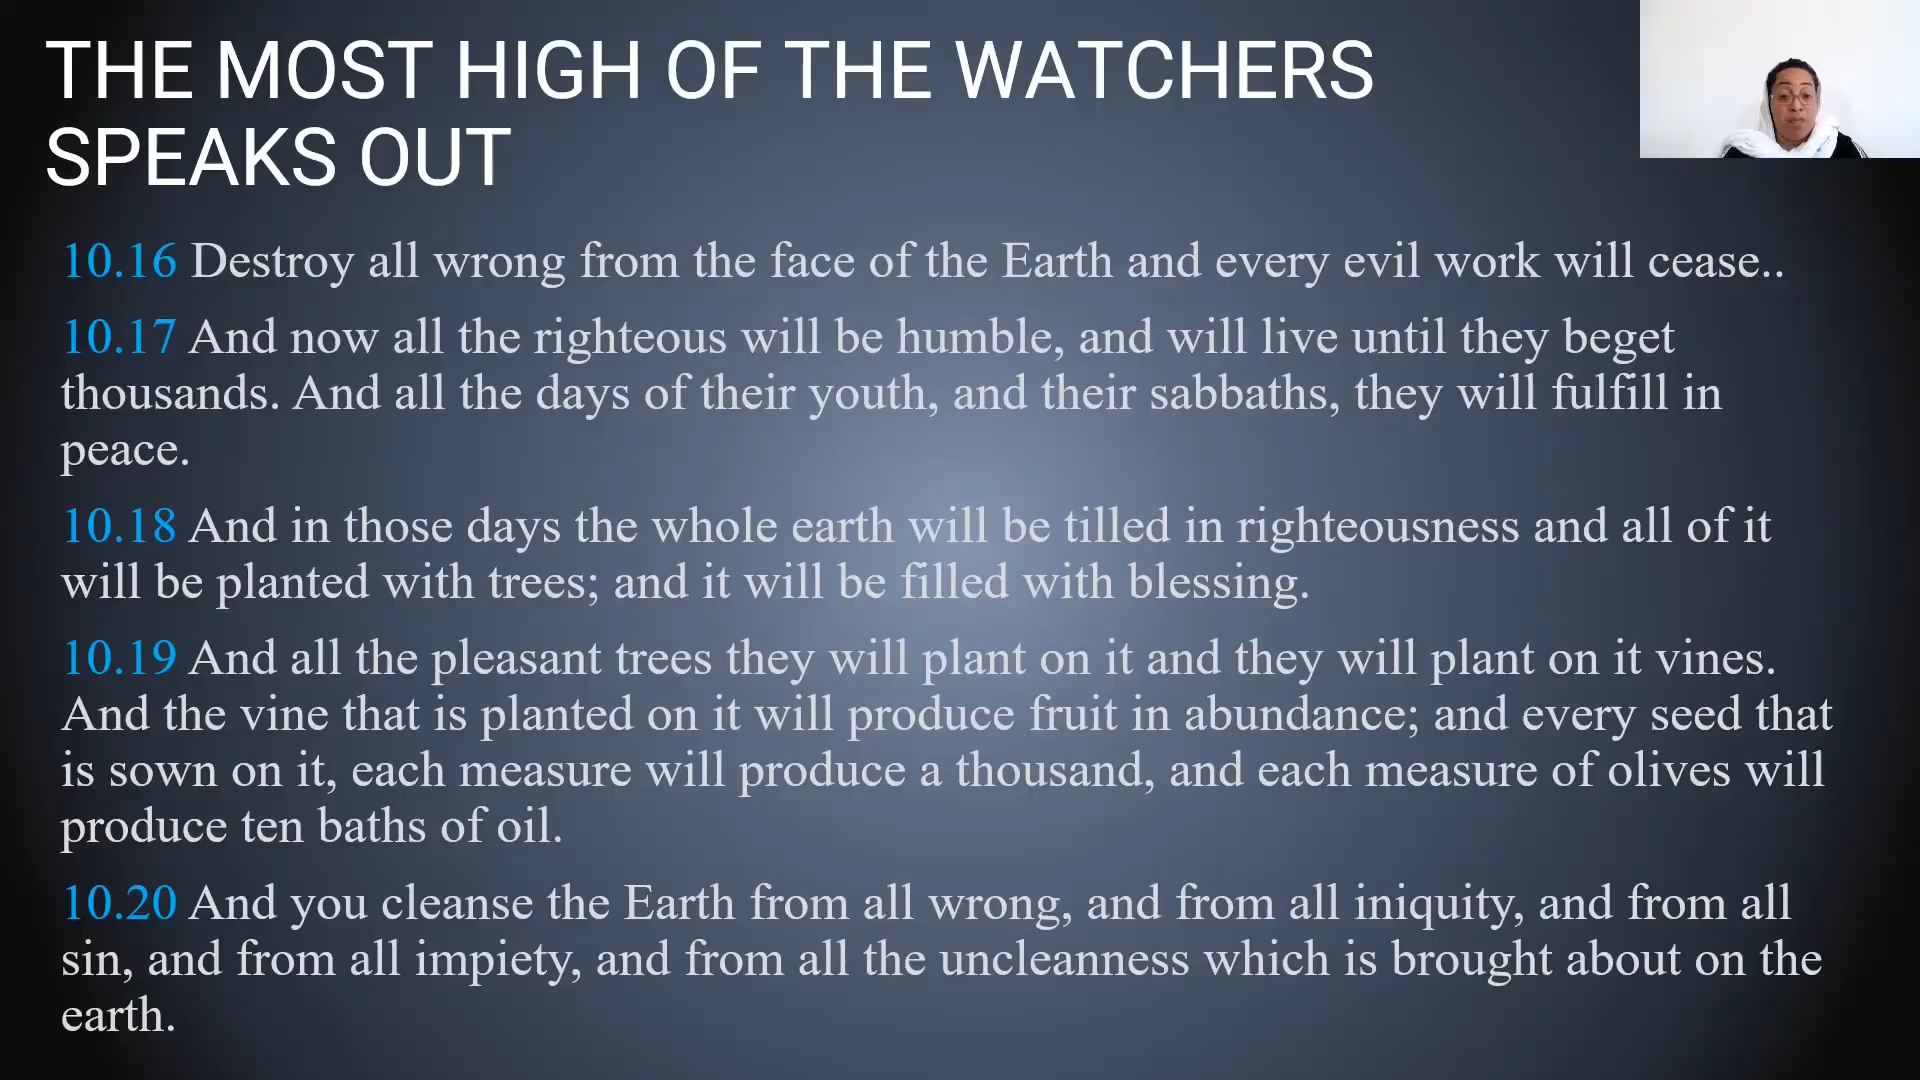 THE MOST HIGH OF THE WATCHERS
SPEAKS OUT
10.16 Destroy all wrong from the face of the Earth and every evil work will cease..
10.17 And now all the righteous will be humble, and will live until they beget
thousands. And all the days of their youth, and their sabbaths, they will fulfill in
peace.
10.18 And in those days the whole earth will be tilled in righteousness and all of it
will be planted with trees; and it will be filled with blessing.
10.19 And all the pleasant trees they will plant on it and they will plant on it vines.
And the vine that is planted on it will produce fruit in abundance; and every seed that
is sown on it, each measure will produce a thousand, and each measure of olives will
produce ten baths of oil.
10.20 And you cleanse the Earth from all wrong, and from all iniquity, and from all
sin, and from all impiety, and from all the uncleanness which is brought about on the
earth.